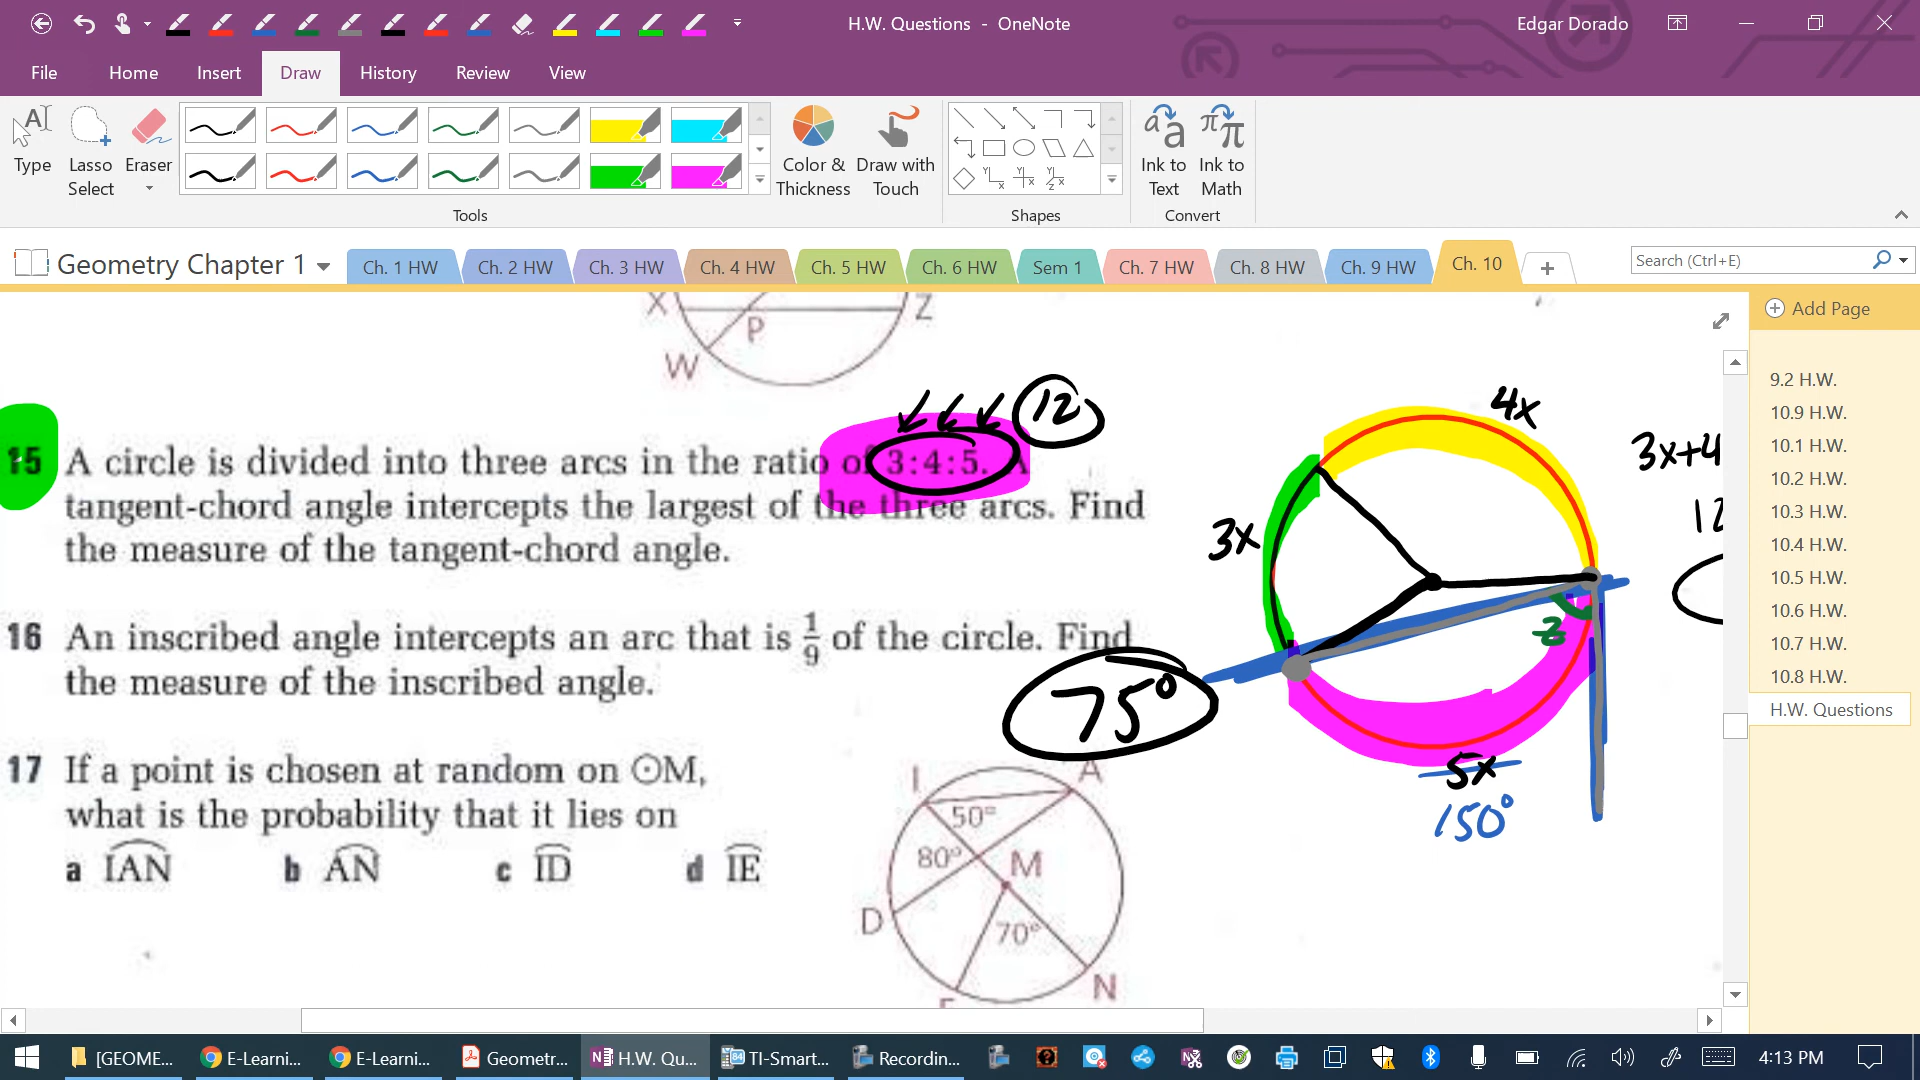 H.W. Questions - OneNote
Edgar Dorado
File Home Insert Draw History Review View
Type
Lasso Select
Eraser
Color & Thickness
Draw with Touch
Ink to Text
Ink to Math
Tools
Shapes
Convert
Geometry Chapter 1
Ch. 1 HW Ch. 2 HW Ch. 3 HW Ch. 4 HW Ch. 5 HW Ch. 6 HW Sem 1 Ch. 7 HW Ch. 8 HW Ch. 9 HW Ch. 10
Search (Ctrl+E)
Add Page
9.2 H.W.
10.9 H.W.
10.1 H.W.
10.2 H.W.
10.3 H.W.
10.4 H.W.
10.5 H.W.
10.6 H.W.
10.7 H.W.
10.8 H.W.
H.W. Questions
X
Z
P
W
12
15 A circle is divided into three arcs in the ratio of 3:4:5. A
tangent-chord angle intercepts the largest of the three arcs. Find
the measure of the tangent-chord angle.
16 An inscribed angle intercepts an arc that is 1/9 of the circle. Find
the measure of the inscribed angle.
75°
17 If a point is chosen at random on ⊙M,
what is the probability that it lies on
a IAN b AN c ID d IE
I
A
50°
80°
M
D
70°
N
4x
3x
3x+4
12
5x
150°
[GEOME... E-Learni... E-Learni... Geometr... H.W. Qu... TI-Smart... Recordin... 4:13 PM